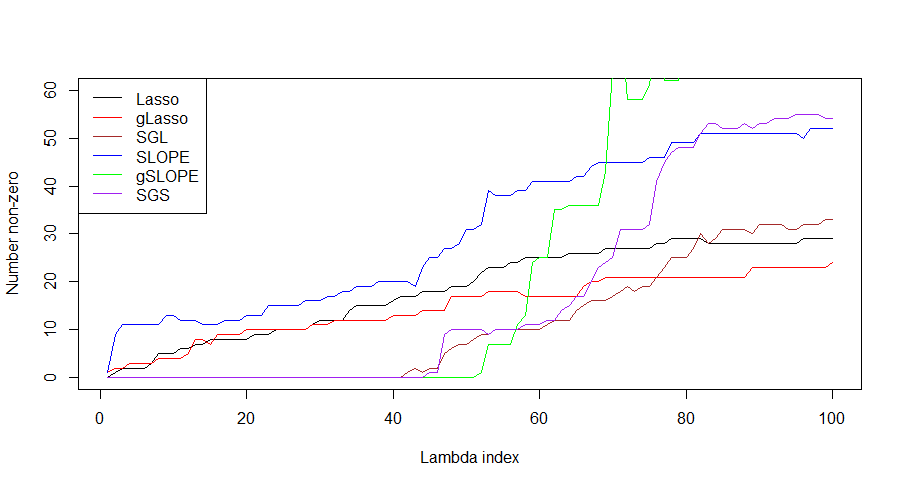 Lasso
gLasso
SGL
SLOPE
gSLOPE
SGS
Number non-zero
60
50
40
30
20
10
0
0 20 40 60 80 100
Lambda index